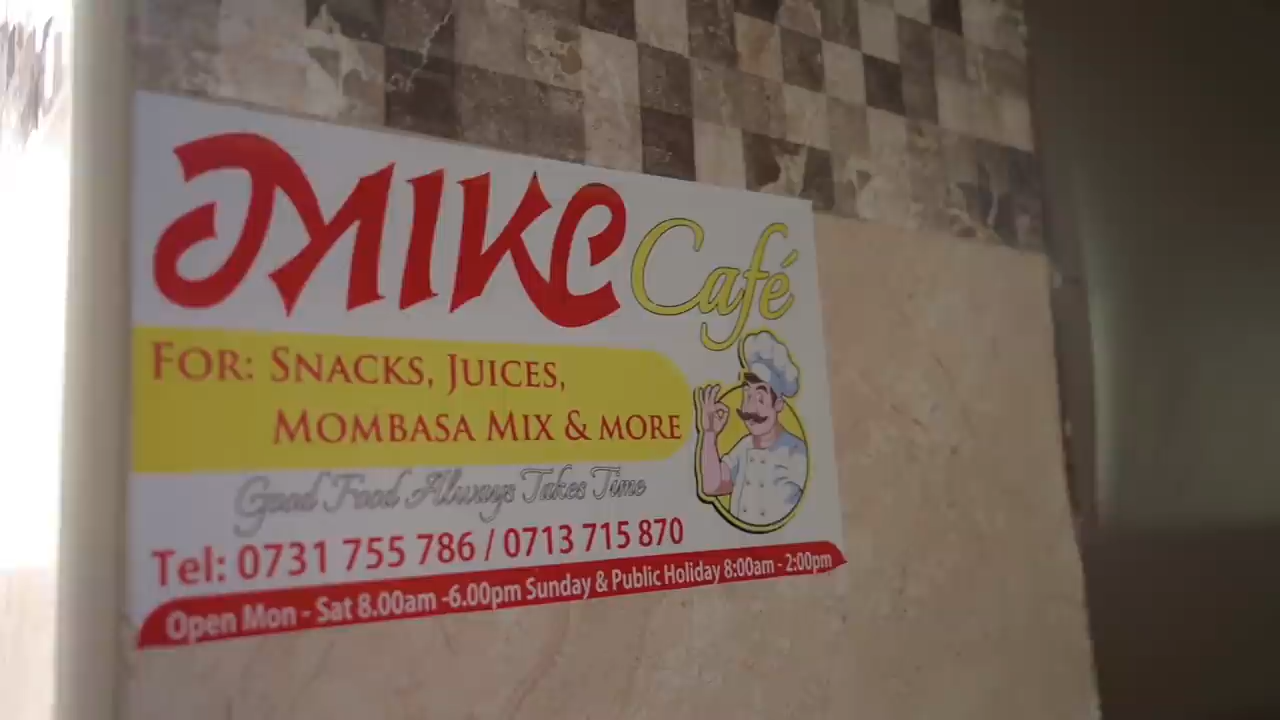 MIKE Café
FOR: SNACKS, JUICES,
MOMBASA MIX & MORE
Good Food Always Takes Time
Tel: 0731 755 786 / 0713 715 870
Open Mon - Sat 8.00am -6.00pm Sunday & Public Holiday 8:00am - 2:00pm